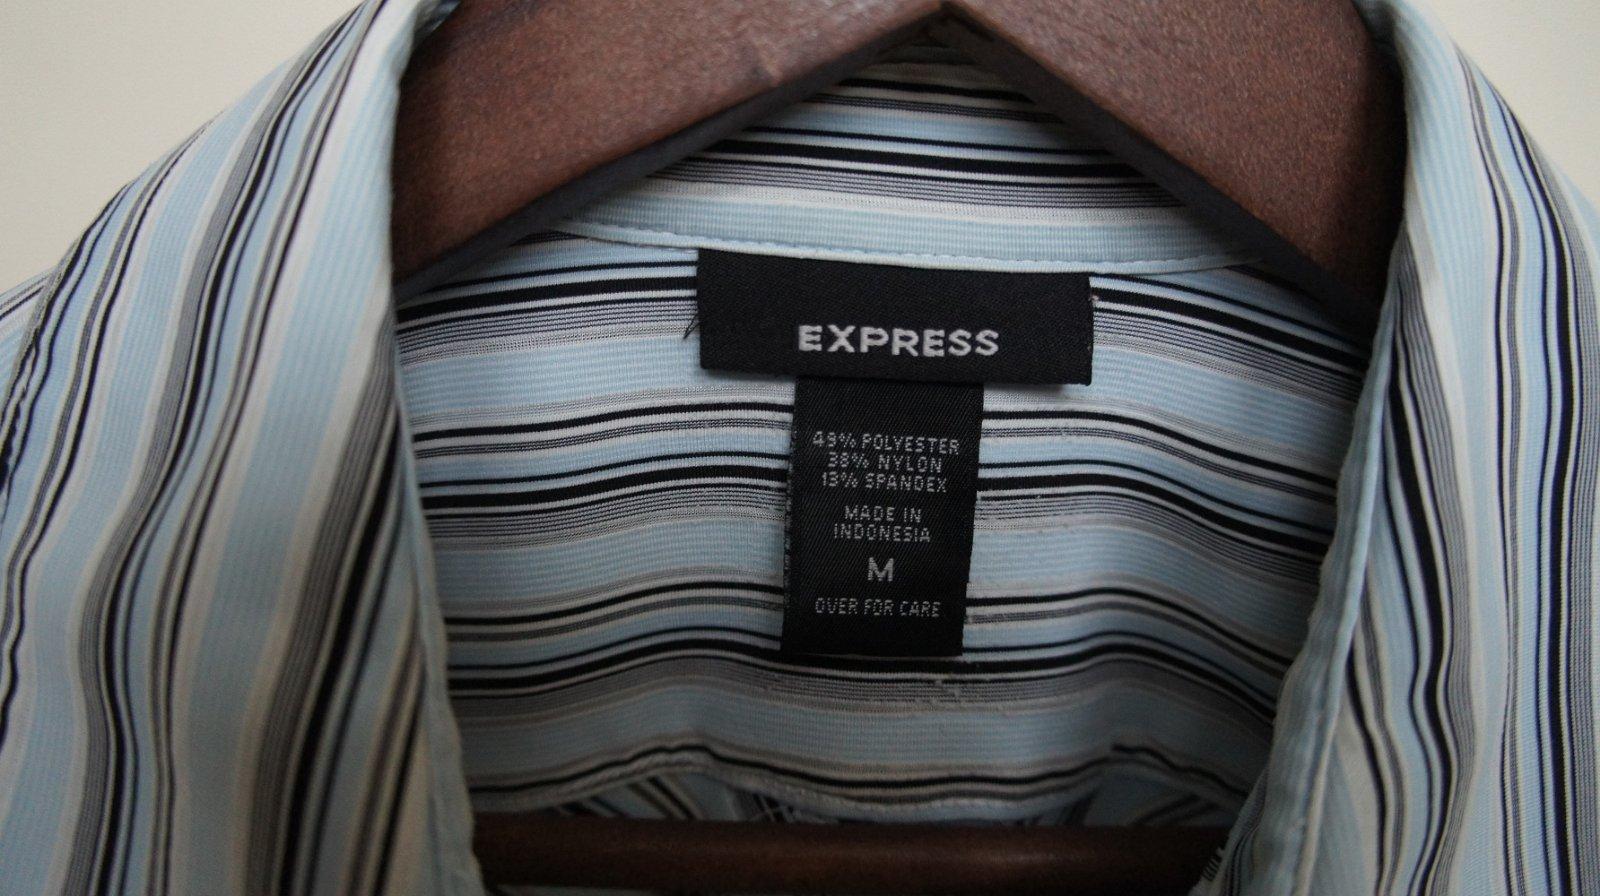 EXPRESS
49% POLYESTER
38% NYLON
13% SPANDEX
MADE IN
INDONESIA
M
OVER FOR CARE